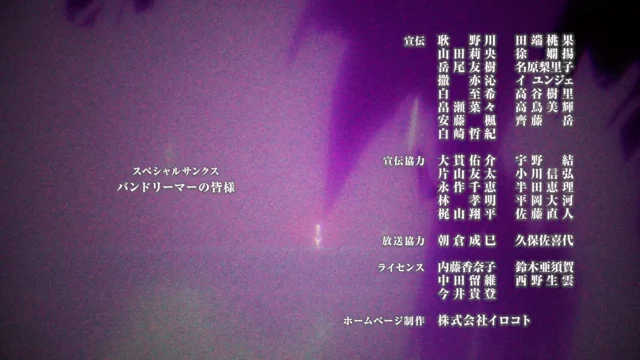 スペシャルサンクス
バンドリーマーの皆様
宣伝 耿 野川 田端桃果
山田莉央 徐 嫺揚
岳尾友樹 名原梨里子
撒 亦沁 イ ユンジェ
白 至希 高谷樹里
畠瀬菜々 高鳥美輝
安藤 楓 齊藤 岳
白崎哲紀
宣伝協力 大貫佑介 宇野 結
片山友太 小川信弘
永作千恵 半田恵理
林 孝明 平岡大河
梶山翔平 佐藤直人
放送協力 朝倉成巳 久保佐喜代
ライセンス 内藤香奈子 鈴木亜須賀
中田留維 西野生雲
今井貴登
ホームページ制作 株式会社イロコト